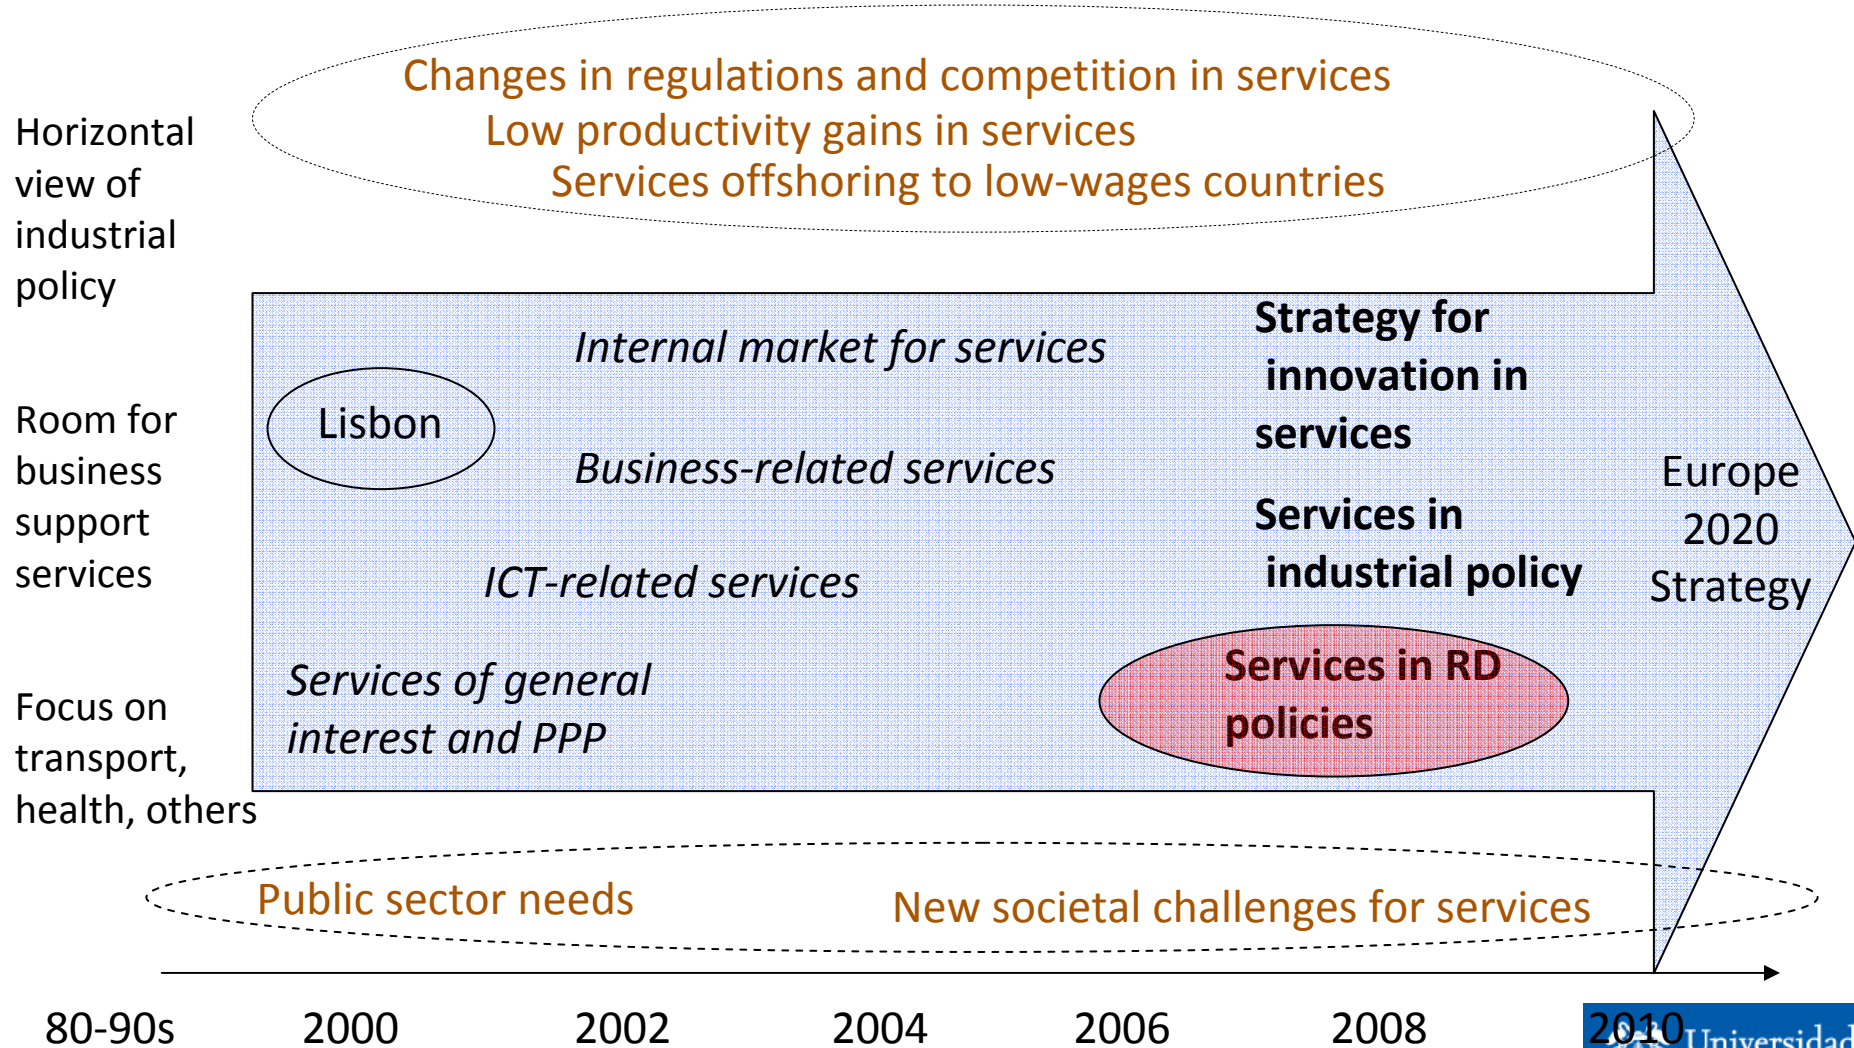 Changes in regulations and competition in services
Low productivity gains in services
Services offshoring to low-wages countries
Horizontal
view of
industrial
policy
Room for
business
support
services
Focus on
transport,
health, others
Lisbon
Internal market for services
Business-related services
ICT-related services
Services of general
interest and PPP
Strategy for
innovation in
services
Services in
industrial policy
Services in RD
policies
Europe
2020
Strategy
Public sector needs
New societal challenges for services
80-90s 2000 2002 2004 2006 2008 2010
Universidad